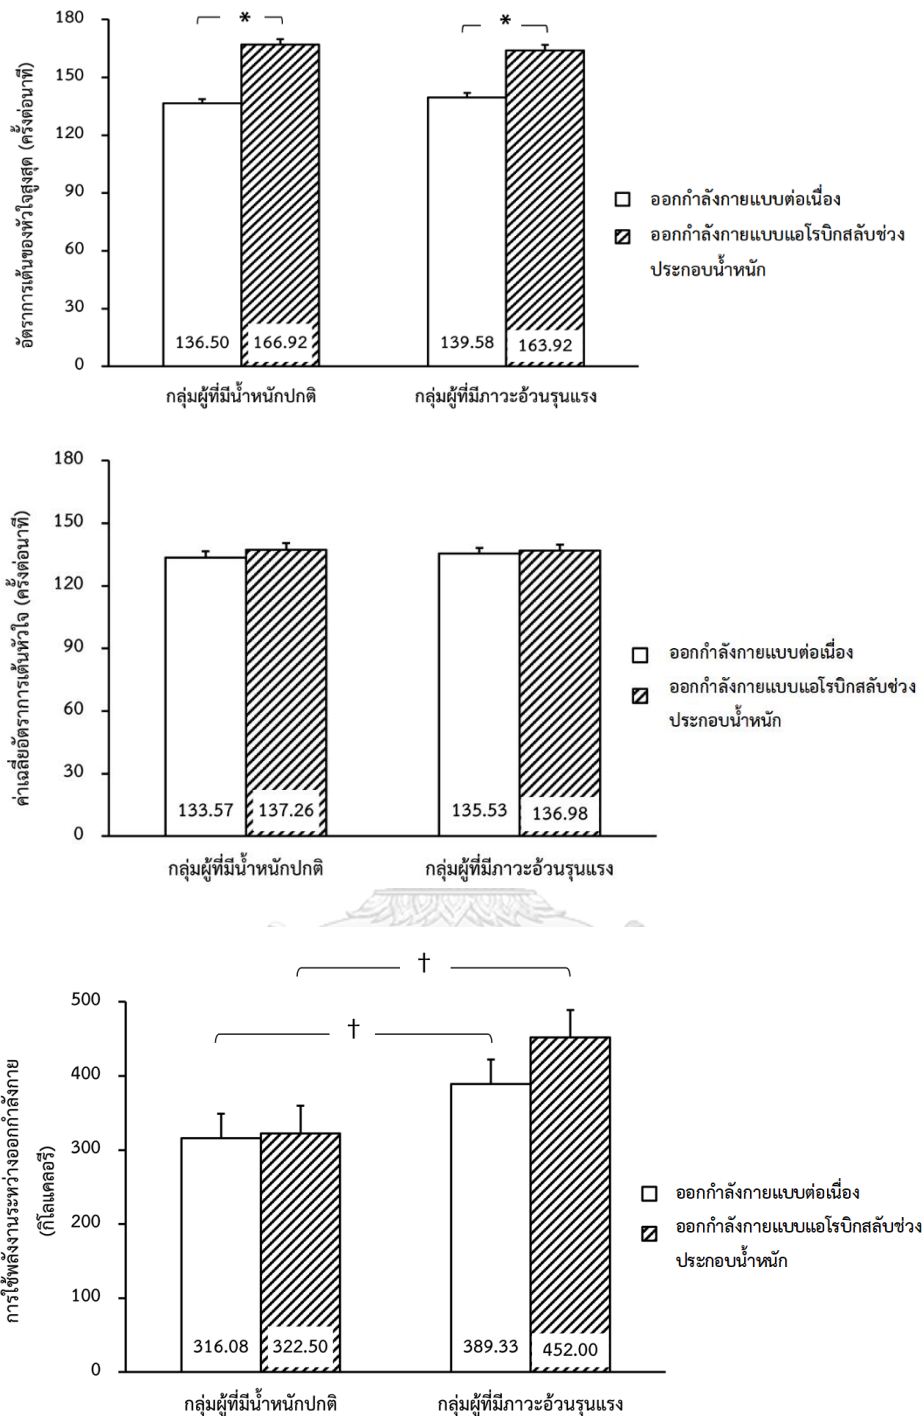 อัตราการเต้นของหัวใจสูงสุด (ครั้งต่อนาที)
180
150
120
90
60
30
0
*
*
136.50
166.92
139.58
163.92
กลุ่มผู้ที่มีน้ำหนักปกติ
กลุ่มผู้ที่มีภาวะอ้วนรุนแรง
ออกกำลังกายแบบต่อเนื่อง
ออกกำลังกายแบบแอโรบิกสลับช่วง
ประกอบน้ำหนัก
ค่าเฉลี่ยอัตราการเต้นหัวใจ (ครั้งต่อนาที)
180
150
120
90
60
30
0
133.57
137.26
135.53
136.98
กลุ่มผู้ที่มีน้ำหนักปกติ
กลุ่มผู้ที่มีภาวะอ้วนรุนแรง
ออกกำลังกายแบบต่อเนื่อง
ออกกำลังกายแบบแอโรบิกสลับช่วง
ประกอบน้ำหนัก
การใช้พลังงานระหว่างออกกำลังกาย
(กิโลแคลอรี)
500
400
300
200
100
0
†
†
316.08
322.50
389.33
452.00
กลุ่มผู้ที่มีน้ำหนักปกติ
กลุ่มผู้ที่มีภาวะอ้วนรุนแรง
ออกกำลังกายแบบต่อเนื่อง
ออกกำลังกายแบบแอโรบิกสลับช่วง
ประกอบน้ำหนัก